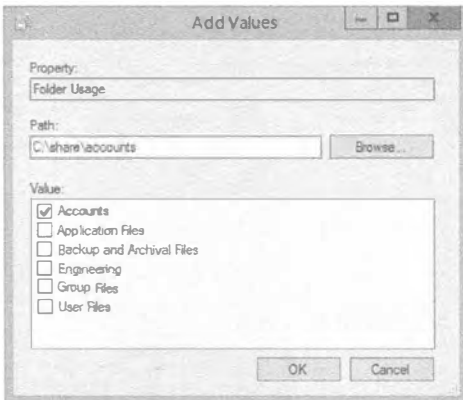 Add Values
Property:
Folder Usage
Path:
C:\share\accounts
Browse...
Value:
Accounts
Application Files
Backup and Archival Files
Engineering
Group Files
User Files
OK
Cancel